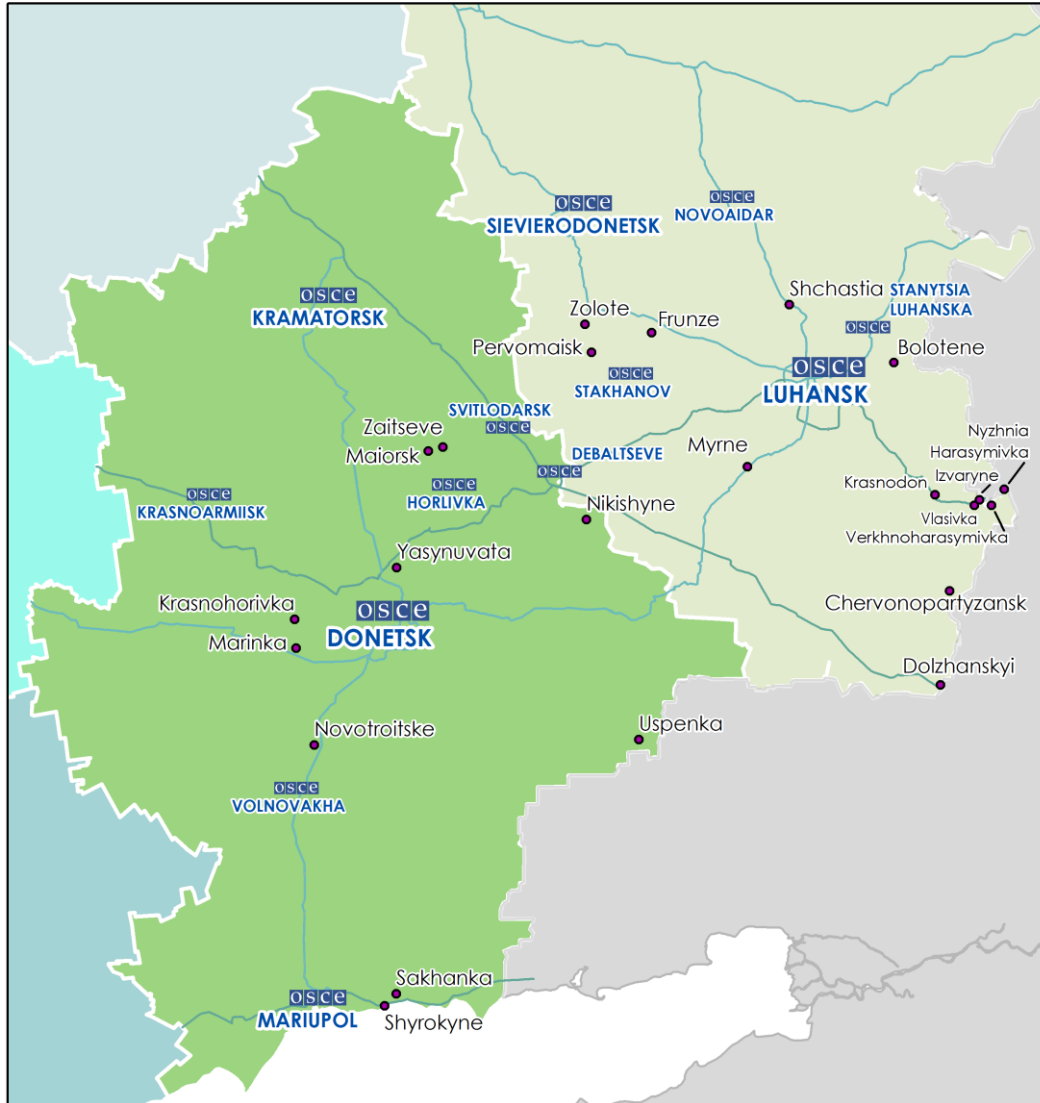 osce
SIEVIERODONETSK
osce
NOVOAIDAR
osce
KRAMATORSK
Shchastia
STANYTSIA
LUHANSKA
osce
Zolote
Frunze
Pervomaisk
Bolotene
osce
STAKHANOV
osce
LUHANSK
SVITLODARSK
osce
Zaitseve
Maiorsk
DEBALTSEVE
osce
Myrne
Nyzhnia
Harasymivka
Izvaryne
Krasnodon
Vlasivka
Verkhnoharasymivka
osce
KRASNOARMIISK
osce
HORLIVKA
Nikishyne
Yasynuvata
Krasnohorivka
osce
DONETSK
Marinka
Chervonopartyzansk
Dolzhanskyi
Novotroitske
Uspenka
osce
VOLNOVAKHA
Sakhanka
osce
MARIUPOL
Shyrokyne